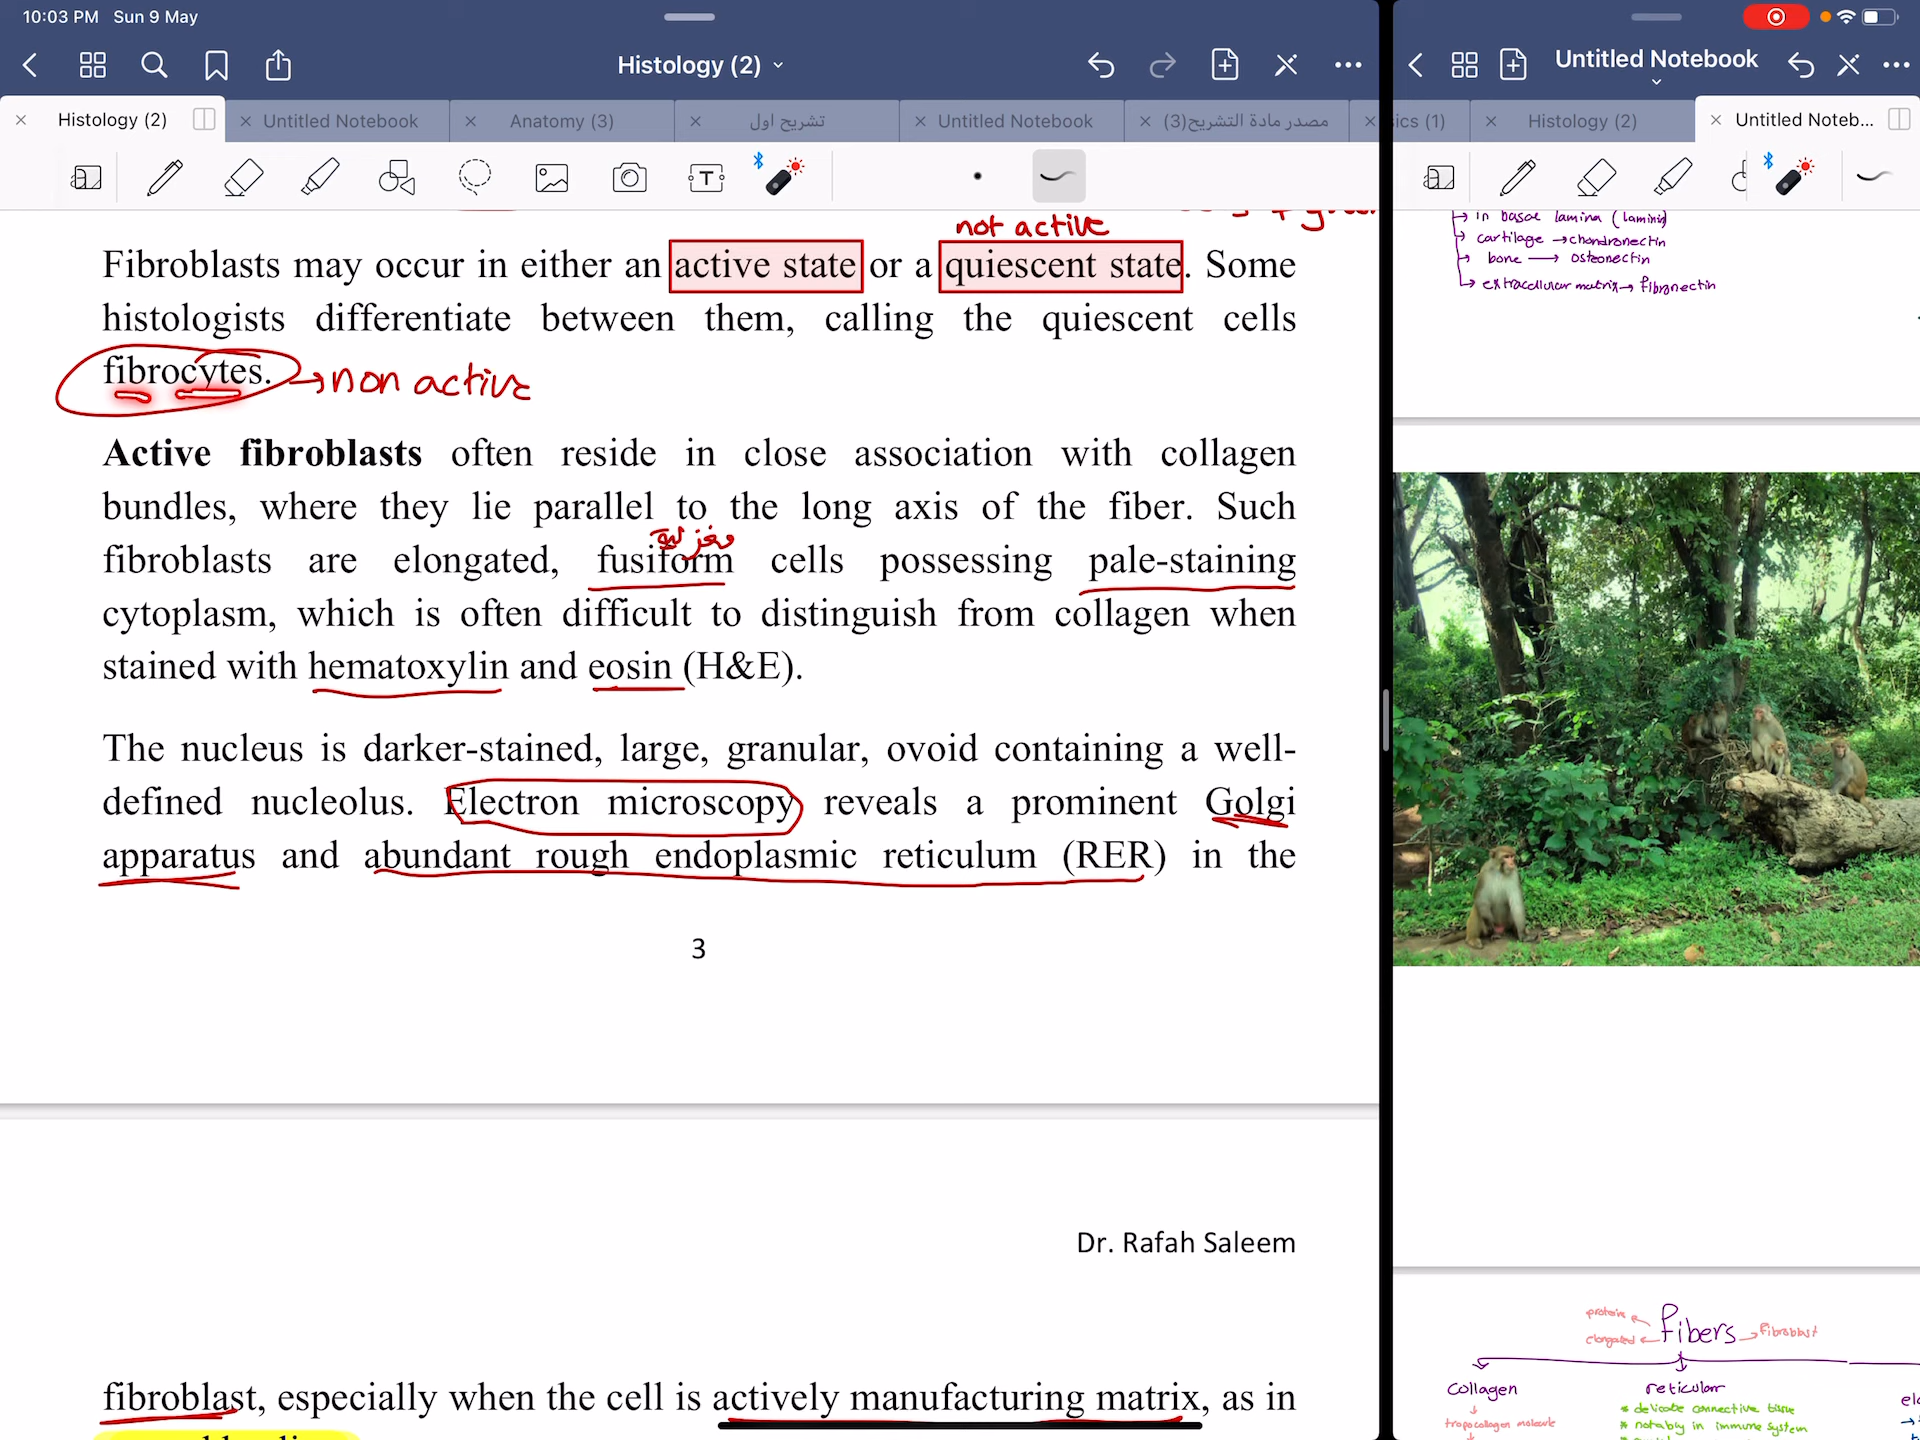 10:03 PM Sun 9 May
Histology (2)
Untitled Notebook
Histology (2)
Untitled Notebook
Anatomy (3)
تشريح اول
Untitled Notebook
مصدر مادة التشريح(3)
ics (1)
Histology (2)
Untitled Noteb...
not active
Fibroblasts may occur in either an active state or a quiescent state. Some
histologists differentiate between them, calling the quiescent cells
fibrocytes. → non active
Active fibroblasts often reside in close association with collagen
bundles, where they lie parallel to the long axis of the fiber. Such
مغزلية
fibroblasts are elongated, fusiform cells possessing pale-staining
cytoplasm, which is often difficult to distinguish from collagen when
stained with hematoxylin and eosin (H&E).
The nucleus is darker-stained, large, granular, ovoid containing a well-
defined nucleolus. Electron microscopy reveals a prominent Golgi
apparatus and abundant rough endoplasmic reticulum (RER) in the
3
Dr. Rafah Saleem
fibroblast, especially when the cell is actively manufacturing matrix, as in
in basal lamina (laminin)
cartilage → chondronectin
bone → osteonectin
extracellular matrix → fibronectin
proteins
elongated ← Fibers → Fibroblast
Collagen
reticular
tropocollagen molecule
* delicate connective tissue
* notably in immune system